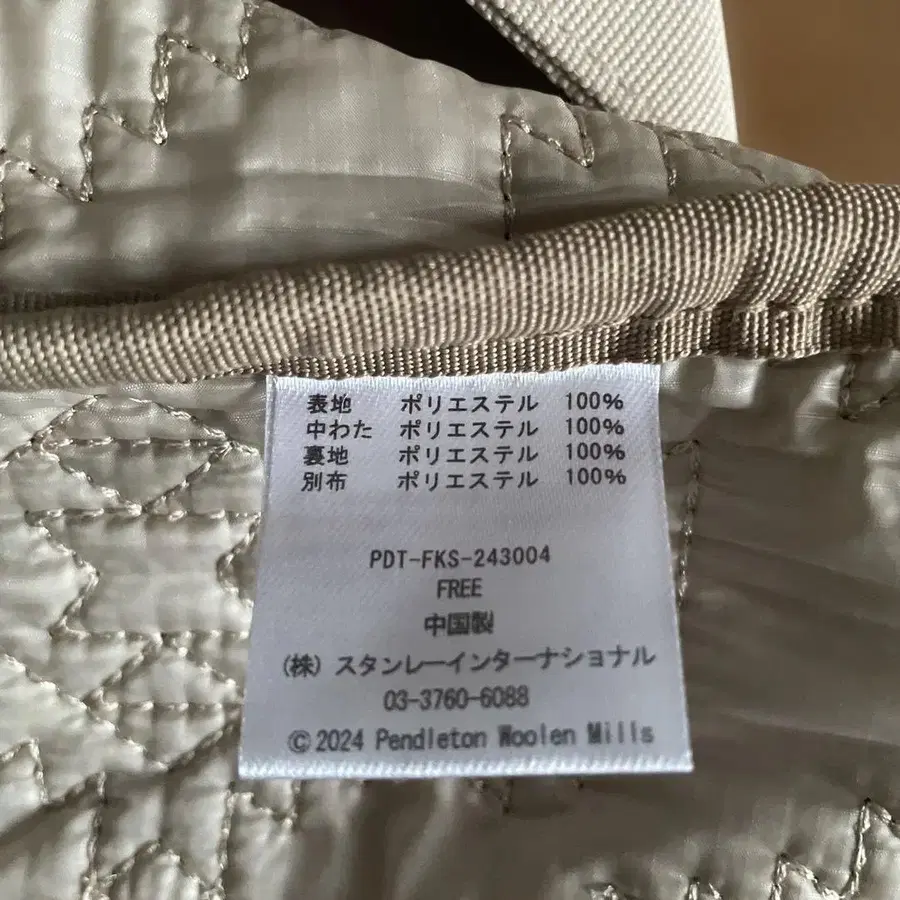 表地 ポリエステル 100%
中わた ポリエステル 100%
裏地 ポリエステル 100%
別布 ポリエステル 100%
PDT-FKS-243004
FREE
中国製
(株) スタンレーインターナショナル
03-3760-6088
©2024 Pendleton Woolen Mills